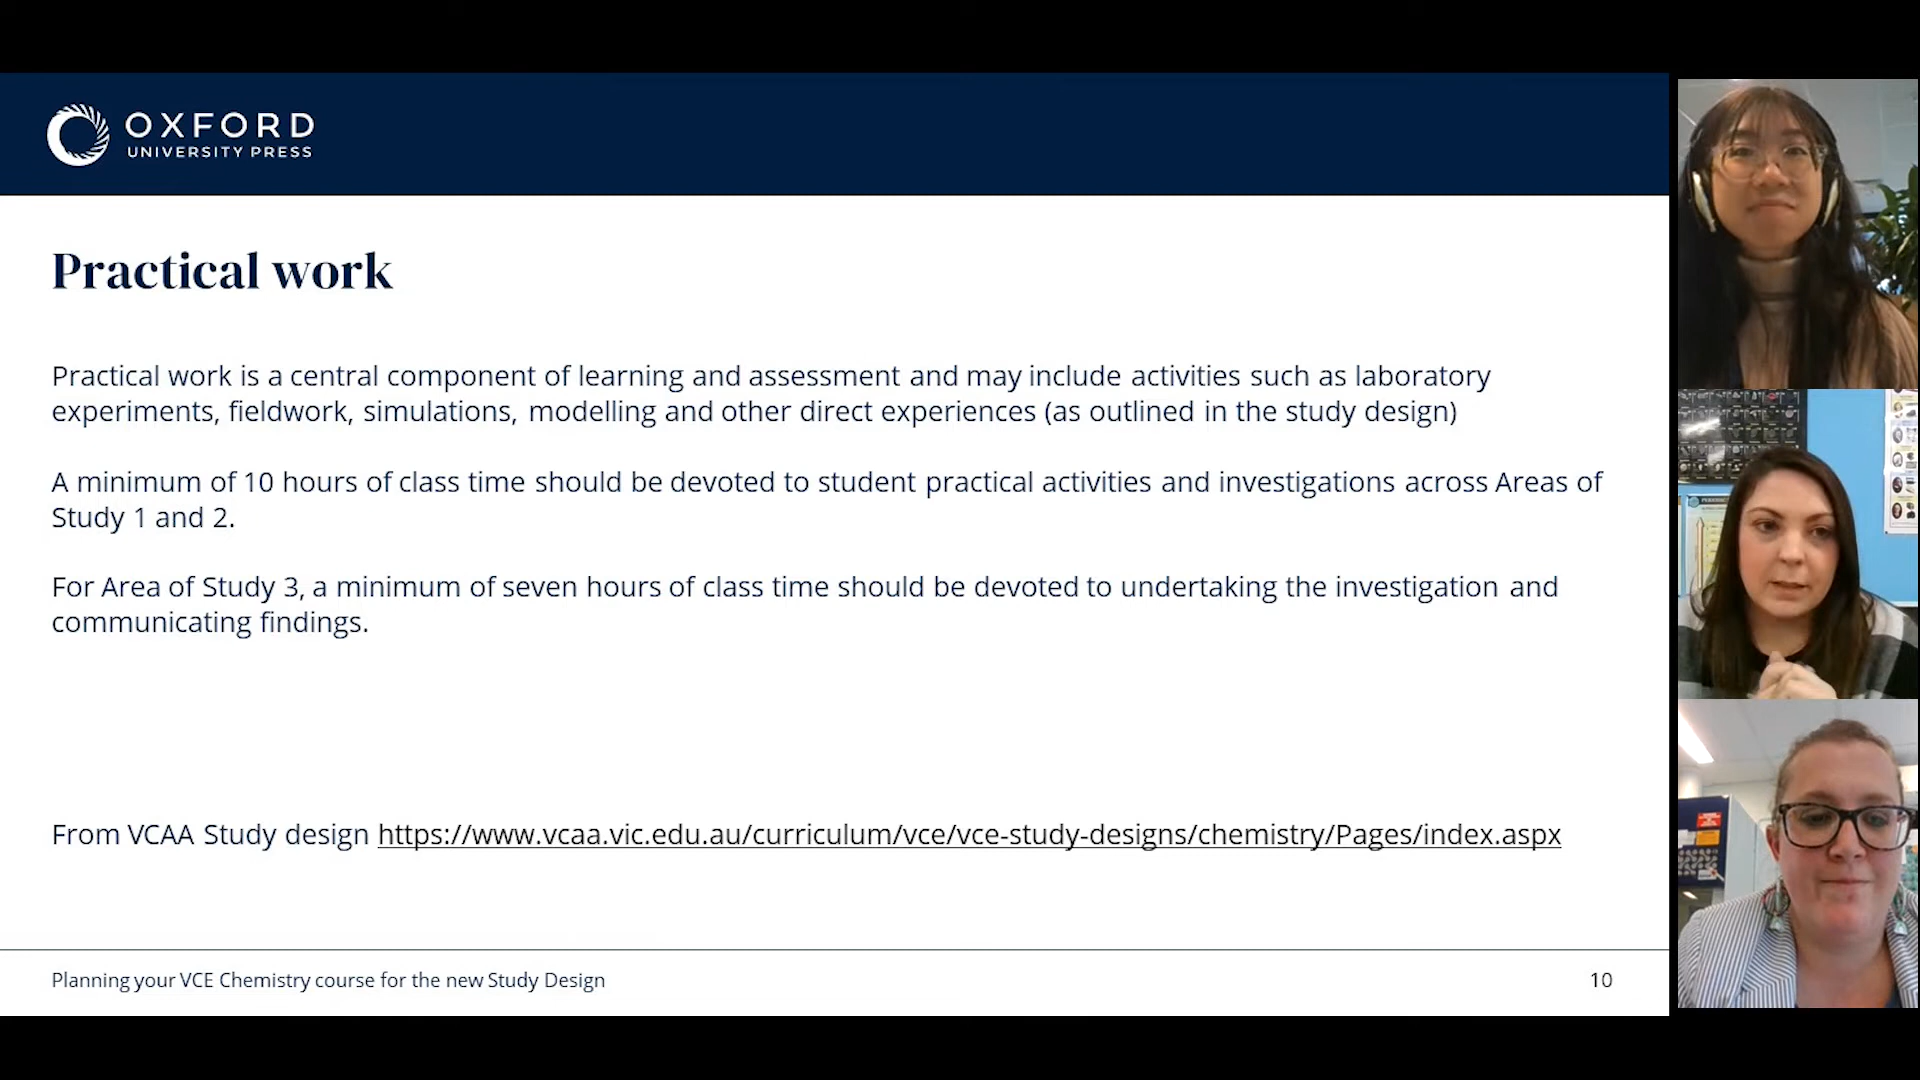 OXFORD
UNIVERSITY PRESS
Practical work
Practical work is a central component of learning and assessment and may include activities such as laboratory
experiments, fieldwork, simulations, modelling and other direct experiences (as outlined in the study design)
A minimum of 10 hours of class time should be devoted to student practical activities and investigations across Areas of
Study 1 and 2.
For Area of Study 3, a minimum of seven hours of class time should be devoted to undertaking the investigation and
communicating findings.
From VCAA Study design https://www.vcaa.vic.edu.au/curriculum/vce/vce-study-designs/chemistry/Pages/index.aspx
Planning your VCE Chemistry course for the new Study Design
10